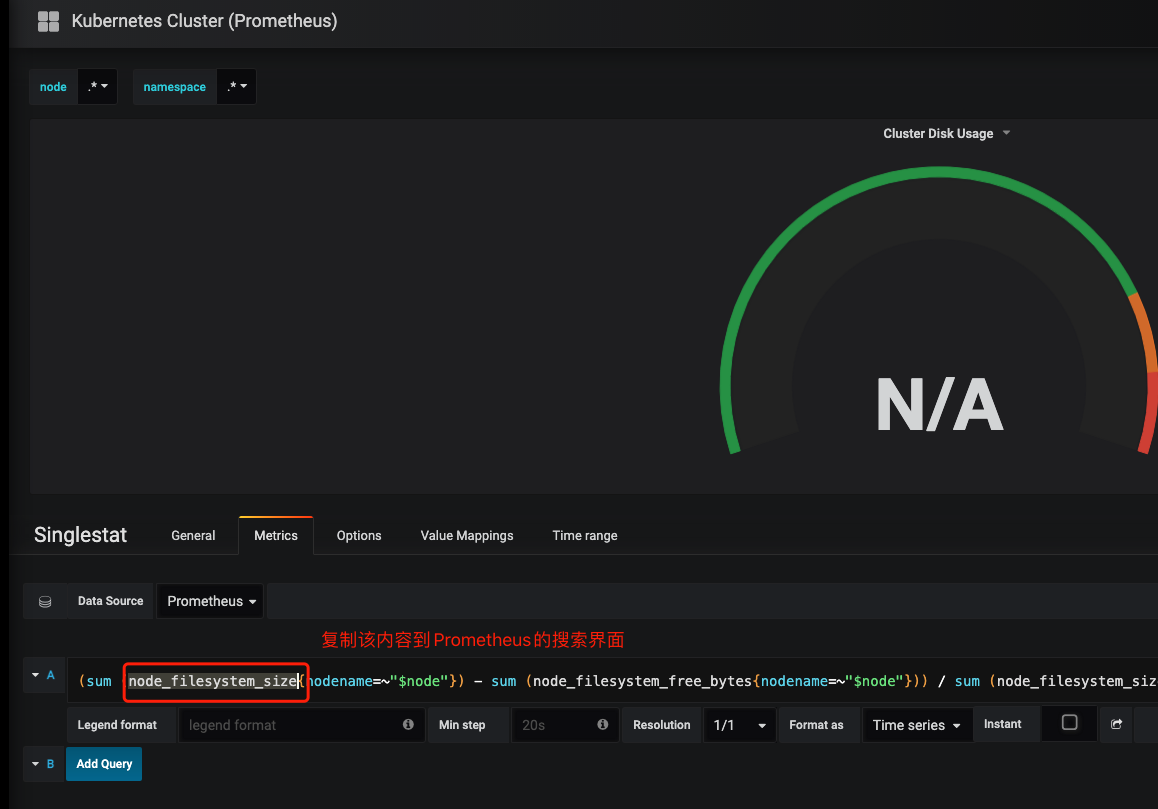 Kubernetes Cluster (Prometheus)
node .* namespace .*
Cluster Disk Usage
N/A
Singlestat General Metrics Options Value Mappings Time range
Data Source Prometheus
复制该内容到Prometheus的搜索界面
A (sum (node_filesystem_size{nodename=~"$node"}) - sum (node_filesystem_free_bytes{nodename=~"$node"})) / sum (node_filesystem_siz
Legend format legend format Min step 20s Resolution 1/1 Format as Time series Instant
B Add Query